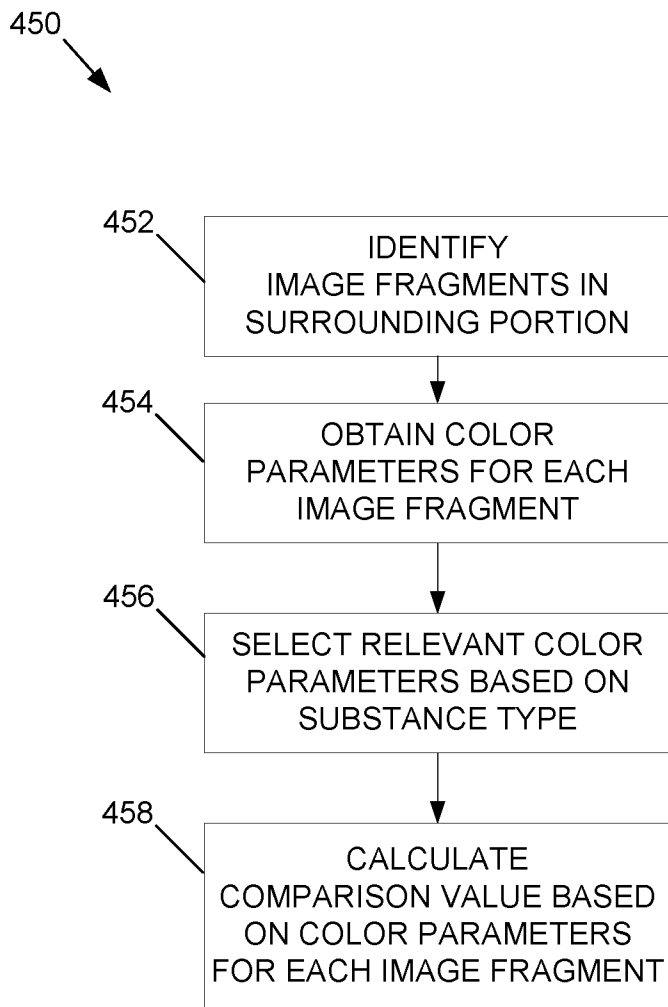 450
452
IDENTIFY
IMAGE FRAGMENTS IN
SURROUNDING PORTION
454
OBTAIN COLOR
PARAMETERS FOR EACH
IMAGE FRAGMENT
456
SELECT RELEVANT COLOR
PARAMETERS BASED ON
SUBSTANCE TYPE
458
CALCULATE
COMPARISON VALUE BASED
ON COLOR PARAMETERS
FOR EACH IMAGE FRAGMENT